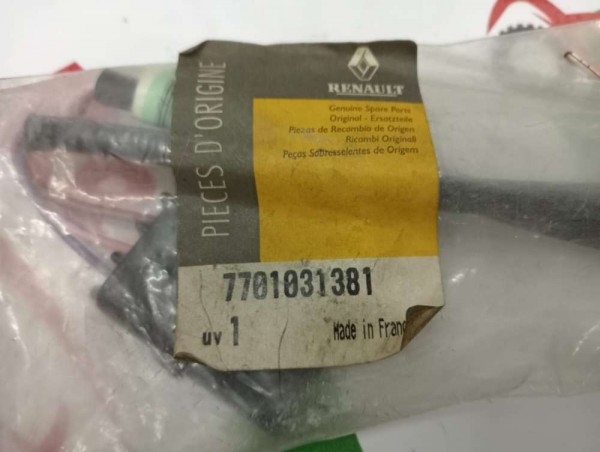 PIECES D'ORIGINE
RENAULT
Genuine Spare Parts
Original - Ersatzteile
Piezas de Recambio de Origen
Ricambi Originali
Peças Sobresselentes de Origem
7701031381
UV 1
Made in Franc